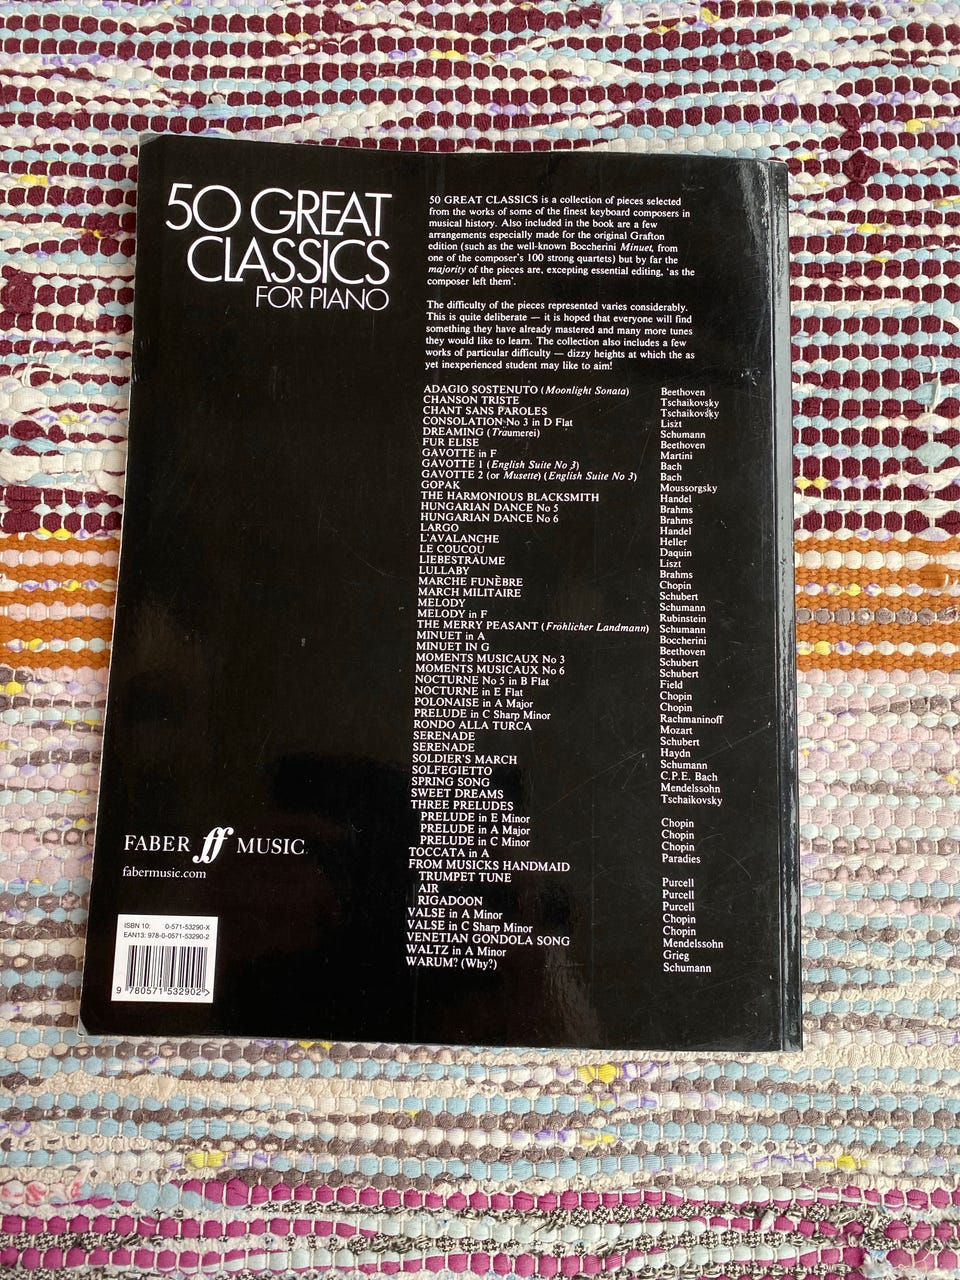 50 GREAT
CLASSICS
FOR PIANO
50 GREAT CLASSICS is a collection of pieces selected
from the works of some of the finest keyboard composers in
musical history. Also included in the book are a few
arrangements especially made for the original Grafton
edition (such as the well-known Boccherini Minuet, from
one of the composer's 100 strong quartets) but by far the
majority of the pieces are, excepting essential editing, 'as the
composer left them'.
The difficulty of the pieces represented varies considerably.
This is quite deliberate — it is hoped that everyone will find
something they have already mastered and many more tunes
they would like to learn. The collection also includes a few
works of particular difficulty — dizzy heights at which the as
yet inexperienced student may like to aim!
ADAGIO SOSTENUTO (Moonlight Sonata) Beethoven
CHANSON TRISTE Tschaikovsky
CHANT SANS PAROLES Tschaikovsky
CONSOLATION No 3 in D Flat Liszt
DREAMING (Träumerei) Schumann
FUR ELISE Beethoven
GAVOTTE in F Martini
GAVOTTE 1 (English Suite No 3) Bach
GAVOTTE 2 (or Musette) (English Suite No 3) Bach
GOPAK Moussorgsky
THE HARMONIOUS BLACKSMITH Handel
HUNGARIAN DANCE No 5 Brahms
HUNGARIAN DANCE No 6 Brahms
LARGO Handel
L'AVALANCHE Heller
LE COUCOU Daquin
LIEBESTRAUME Liszt
LULLABY Brahms
MARCHE FUNÈBRE Chopin
MARCH MILITAIRE Schubert
MELODY Schumann
MELODY in F Rubinstein
THE MERRY PEASANT (Fröhlicher Landmann) Schumann
MINUET in A Boccherini
MINUET IN G Beethoven
MOMENTS MUSICAUX No 3 Schubert
MOMENTS MUSICAUX No 6 Schubert
NOCTURNE No 5 in B Flat Field
NOCTURNE in E Flat Chopin
POLONAISE in A Major Chopin
PRELUDE in C Sharp Minor Rachmaninoff
RONDO ALLA TURCA Mozart
SERENADE Schubert
SERENADE Haydn
SOLDIER'S MARCH Schumann
SOLFEGIETTO C.P.E. Bach
SPRING SONG Mendelssohn
SWEET DREAMS Tschaikovsky
THREE PRELUDES
PRELUDE in E Minor Chopin
PRELUDE in A Major Chopin
PRELUDE in C Minor Chopin
TOCCATA in A Paradies
FROM MUSICKS HANDMAID
TRUMPET TUNE Purcell
AIR Purcell
RIGADOON Purcell
VALSE in A Minor Chopin
VALSE in C Sharp Minor Chopin
VENETIAN GONDOLA SONG Mendelssohn
WALTZ in A Minor Grieg
WARUM? (Why?) Schumann
FABER ff MUSIC
fabermusic.com
ISBN 10: 0-571-53290-X
EAN13: 978-0-0571-53290-2
9 780571 532902 >